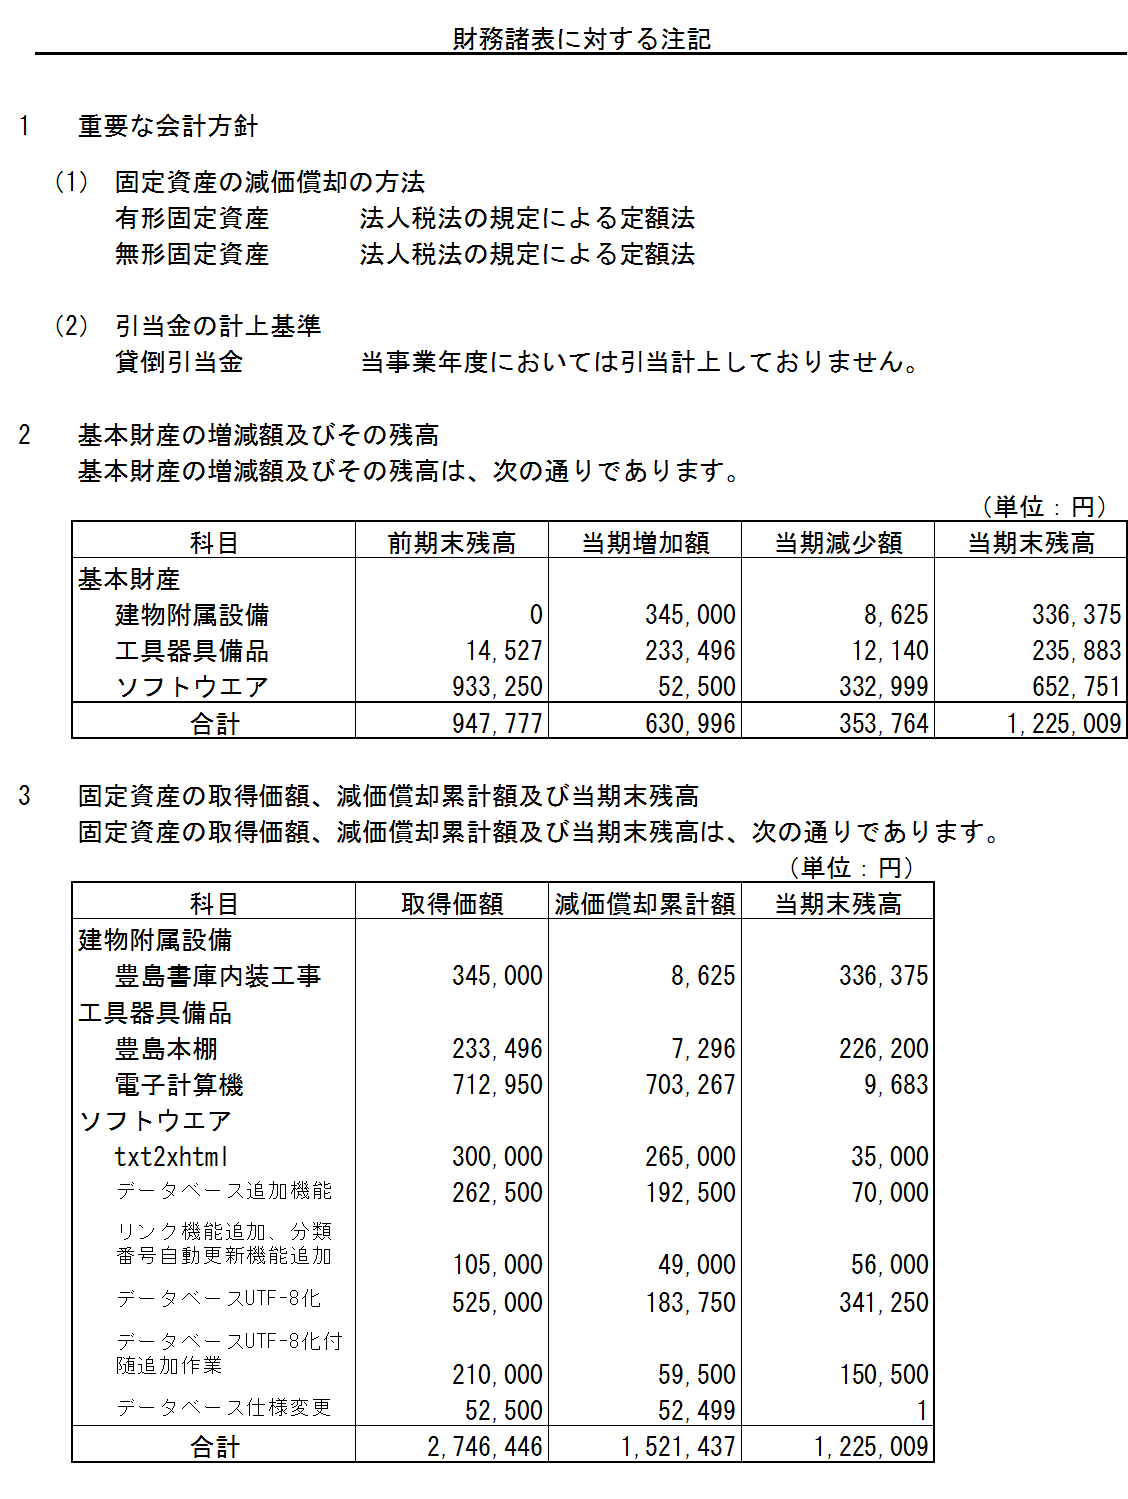 財務諸表に対する注記
1 重要な会計方針
(1) 固定資産の減価償却の方法
有形固定資産 法人税法の規定による定額法
無形固定資産 法人税法の規定による定額法
(2) 引当金の計上基準
貸倒引当金 当事業年度においては引当計上しておりません。
2 基本財産の増減額及びその残高
基本財産の増減額及びその残高は、次の通りであります。
（単位：円）
科目 前期末残高 当期増加額 当期減少額 当期末残高
基本財産
建物附属設備 0 345,000 8,625 336,375
工具器具備品 14,527 233,496 12,140 235,883
ソフトウエア 933,250 52,500 332,999 652,751
合計 947,777 630,996 353,764 1,225,009
3 固定資産の取得価額、減価償却累計額及び当期末残高
固定資産の取得価額、減価償却累計額及び当期末残高は、次の通りであります。
（単位：円）
科目 取得価額 減価償却累計額 当期末残高
建物附属設備
豊島書庫内装工事 345,000 8,625 336,375
工具器具備品
豊島本棚 233,496 7,296 226,200
電子計算機 712,950 703,267 9,683
ソフトウエア
txt2xhtml 300,000 265,000 35,000
データベース追加機能 262,500 192,500 70,000
リンク機能追加、分類
番号自動更新機能追加 105,000 49,000 56,000
データベースUTF-8化 525,000 183,750 341,250
データベースUTF-8化付
随追加作業 210,000 59,500 150,500
データベース仕様変更 52,500 52,499 1
合計 2,746,446 1,521,437 1,225,009